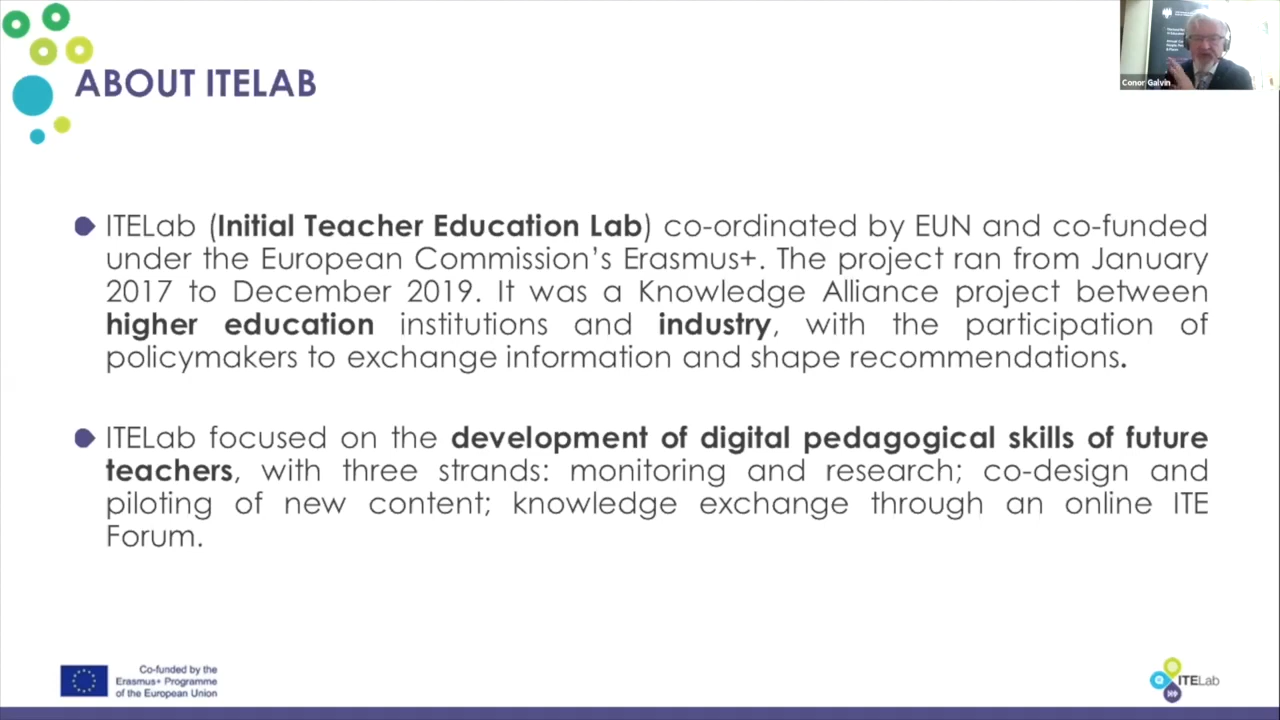 ABOUT ITELAB
Conor Galvin
ITELab (Initial Teacher Education Lab) co-ordinated by EUN and co-funded
under the European Commission's Erasmus+. The project ran from January
2017 to December 2019. It was a Knowledge Alliance project between
higher education institutions and industry, with the participation of
policymakers to exchange information and shape recommendations.
ITELab focused on the development of digital pedagogical skills of future
teachers, with three strands: monitoring and research; co-design and
piloting of new content; knowledge exchange through an online ITE
Forum.
Co-funded by the
Erasmus+ Programme
of the European Union
ITELab